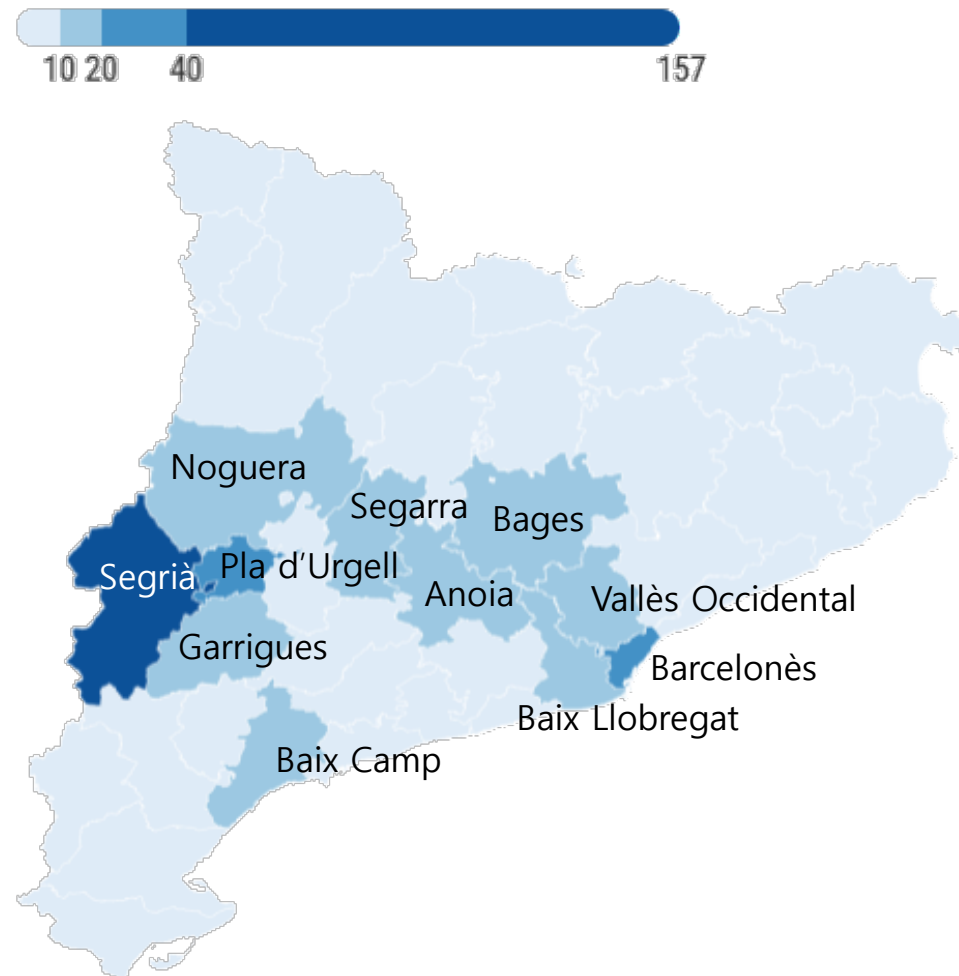 10 20 40 157
Noguera
Segarra
Bages
Segrià
Pla d'Urgell
Anoia
Vallès Occidental
Garrigues
Barcelonès
Baix Llobregat
Baix Camp